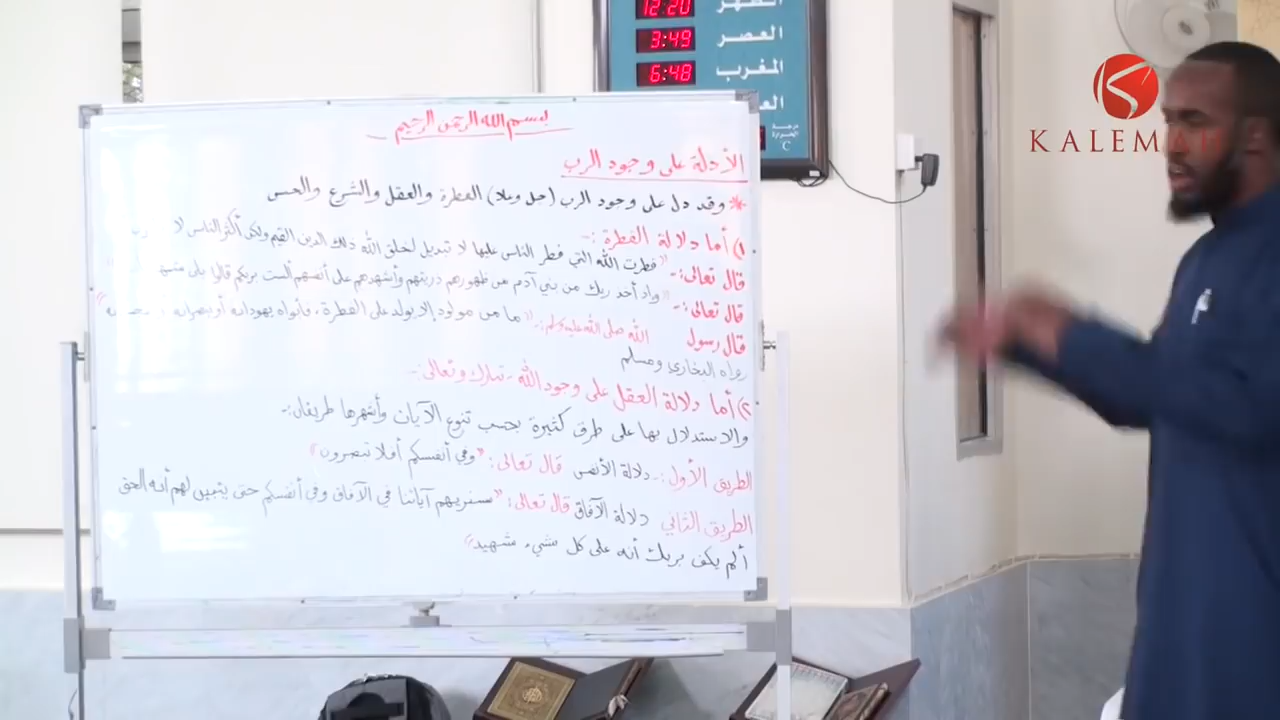 الظهر 12:20
العصر 3:49
المغرب 6:48
درجة الحرارة C
KALEMAH
بسم الله الرحمن الرحيم
الأدلة على وجود الرب
* وقد دل على وجود الرب (جل وعلا) الفطرة والعقل والشرع والحس
١) أما دلالة الفطرة :-
قال تعالى:- "فطرت الله التي فطر الناس عليها لا تبديل لخلق الله ذلك الدين القيم ولكن أكثر الناس لا
قال تعالى:- "وإذ أخذ ربك من بني آدم من ظهورهم ذريتهم وأشهدهم على أنفسهم ألست بربكم قالوا بلى
قال رسول الله صلى الله عليه وسلم:- "ما من مولود إلا يولد على الفطرة، فأبواه يهودانه أو ينصرانه
رواه البخاري ومسلم
٢) أما دلالة العقل على وجود الله - تبارك وتعالى:-
والاستدلال بها على طرق كثيرة بحسب تنوع الآيات وأشهرها طريقان:-
الطريق الأول:- دلالة الأنفس قال تعالى: "وفي أنفسكم أفلا تبصرون"
الطريق الثاني دلالة الآفاق قال تعالى: "سنريهم آياتنا في الآفاق وفي أنفسكم حتى يتبين لهم أنه الحق
ألم يكف بربك أنه على كل شيء شهيد"